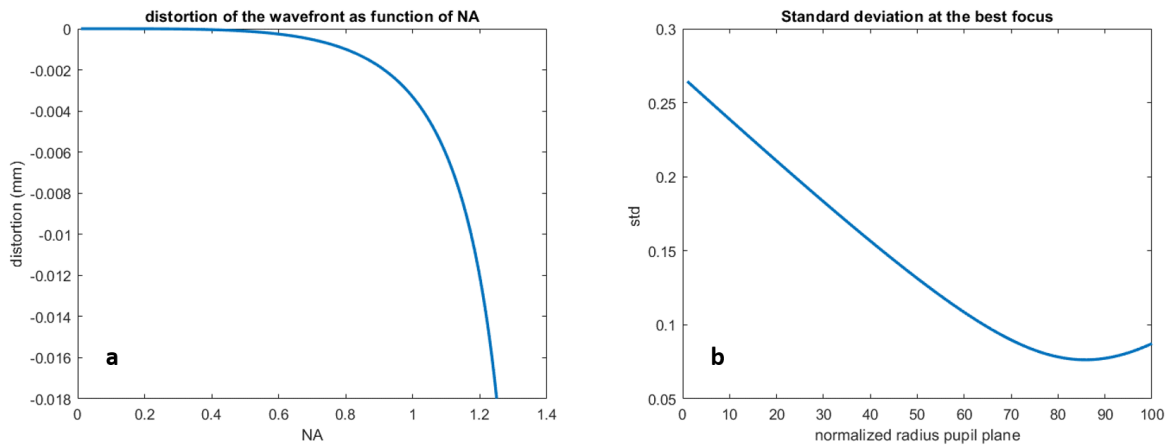 distortion of the wavefront as function of NA
0
-0.002
-0.004
-0.006
-0.008
-0.01
-0.012
-0.014
-0.016
-0.018
distortion (mm)
a
0 0.2 0.4 0.6 0.8 1 1.2 1.4
NA
Standard deviation at the best focus
0.3
0.25
0.2
0.15
0.1
0.05
std
b
0 10 20 30 40 50 60 70 80 90 100
normalized radius pupil plane